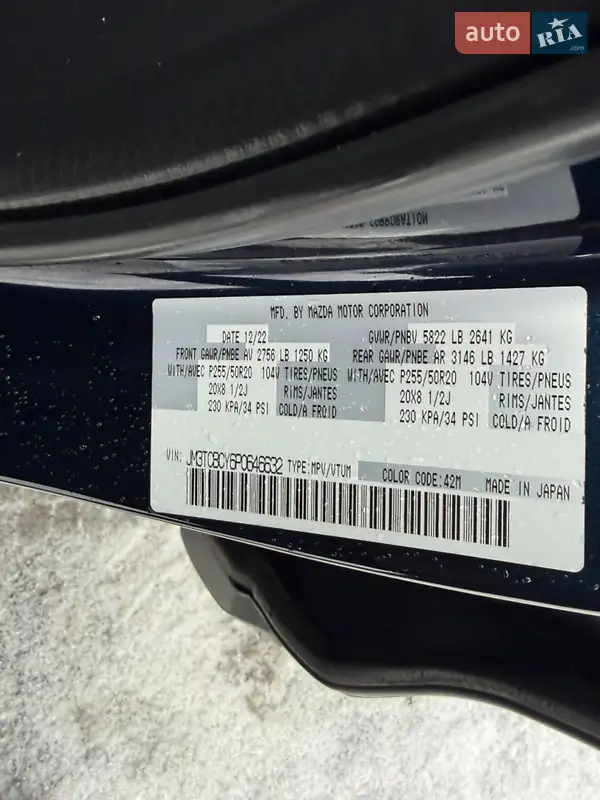 auto RIA .com
CORPORATION
MFD. BY MAZDA MOTOR CORPORATION
DATE 12/22 GVWR/PNBV 5822 LB 2641 KG
FRONT GAWR/PNBE AV 2756 LB 1250 KG REAR GAWR/PNBE AR 3146 LB 1427 KG
WITH/AVEC P255/50R20 104V TIRES/PNEUS WITH/AVEC P255/50R20 104V TIRES/PNEUS
20X8 1/2J RIMS/JANTES 20X8 1/2J RIMS/JANTES
230 KPA/34 PSI COLD/A FROID 230 KPA/34 PSI COLD/A FROID
VIN: JM3TCBCY6P0646632 TYPE:MPV/VTUM COLOR CODE:42M MADE IN JAPAN